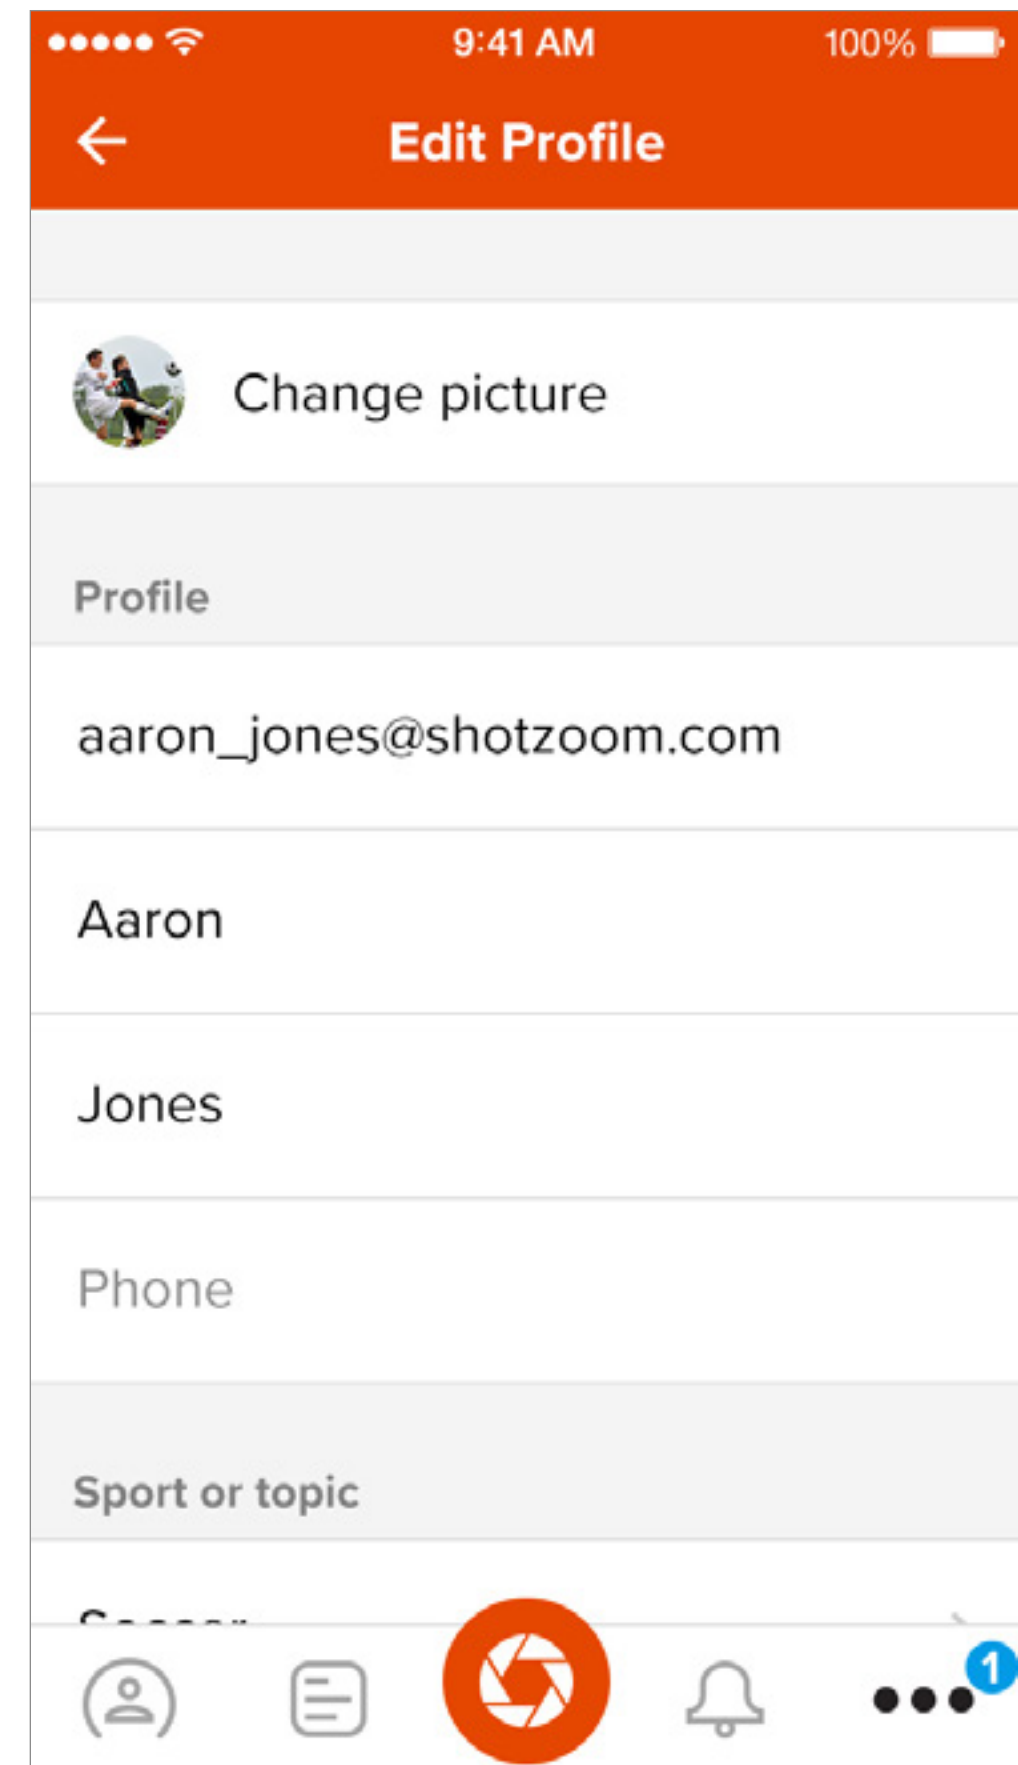 9:41 AM 100%
Edit Profile
Change picture
Profile
aaron_jones@shotzoom.com
Aaron
Jones
Phone
Sport or topic
Soccer
1